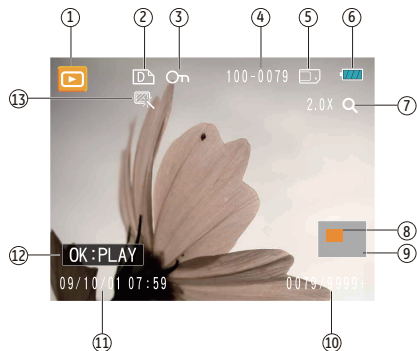 ① ② ③ ④ ⑤ ⑥
D 100-0079
⑬ 2.0X ⑦
⑧
⑨
⑫ OK:PLAY
09/10/01 07:59 0079/9999
⑪ ⑩